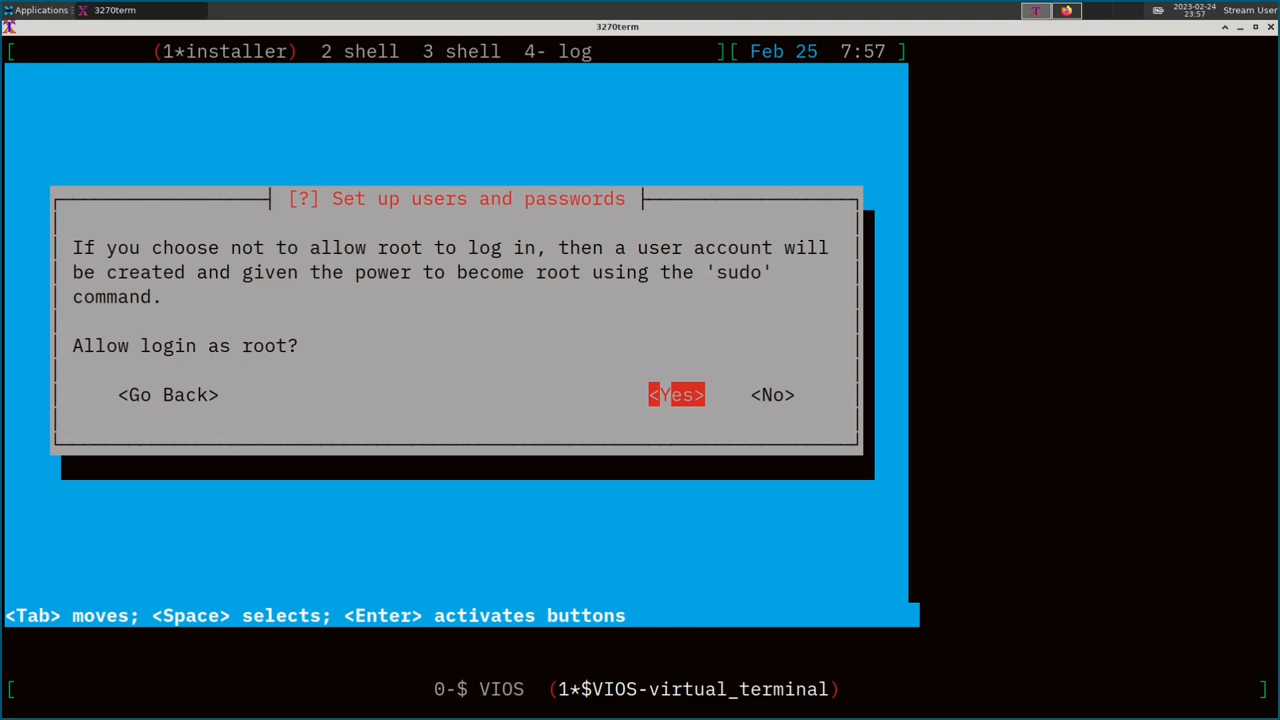 Applications 3270term 2023-02-24 23:57 Stream User
3270term
[ (1*installer) 2 shell 3 shell 4- log ][ Feb 25 7:57 ]
[?] Set up users and passwords
If you choose not to allow root to log in, then a user account will
be created and given the power to become root using the 'sudo'
command.
Allow login as root?
<Go Back> <Yes> <No>
<Tab> moves; <Space> selects; <Enter> activates buttons
[ 0-$ VIOS (1*$VIOS-virtual_terminal) ]